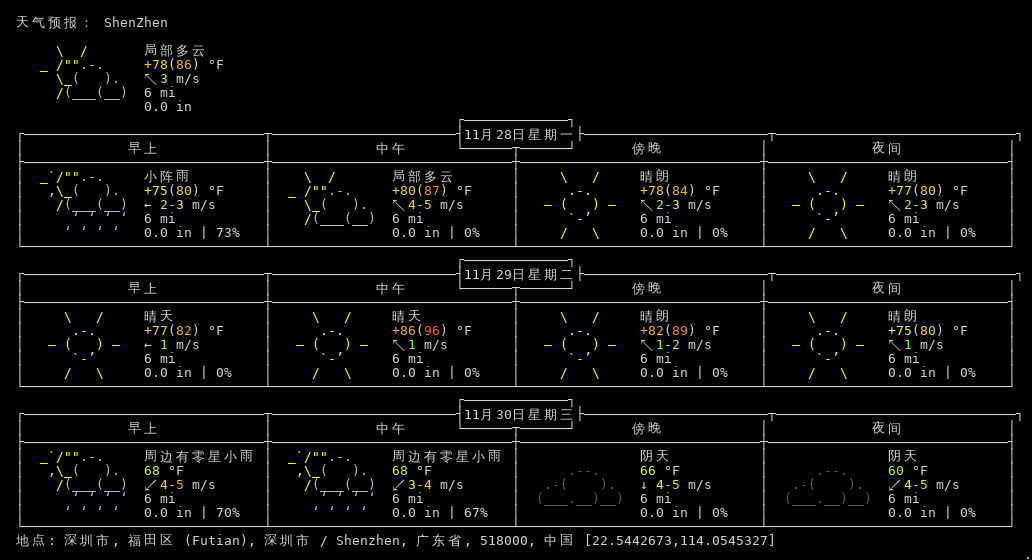 天气预报： ShenZhen
局部多云
+78(86) °F
↖ 3 m/s
6 mi
0.0 in
11月28日星期一
早上 中午 傍晚 夜间
小阵雨 局部多云 晴朗 晴朗
+75(80) °F +80(87) °F +78(84) °F +77(80) °F
← 2-3 m/s ↖ 4-5 m/s ↖ 2-3 m/s ↖ 2-3 m/s
6 mi 6 mi 6 mi 6 mi
0.0 in | 73% 0.0 in | 0% 0.0 in | 0% 0.0 in | 0%
11月29日星期二
早上 中午 傍晚 夜间
晴天 晴天 晴朗 晴朗
+77(82) °F +86(96) °F +82(89) °F +75(80) °F
← 1 m/s ↖ 1 m/s ↖ 1-2 m/s ↖ 1 m/s
6 mi 6 mi 6 mi 6 mi
0.0 in | 0% 0.0 in | 0% 0.0 in | 0% 0.0 in | 0%
11月30日星期三
早上 中午 傍晚 夜间
周边有零星小雨 周边有零星小雨 阴天 阴天
68 °F 68 °F 66 °F 60 °F
↙ 4-5 m/s ↙ 3-4 m/s ↓ 4-5 m/s ↙ 4-5 m/s
6 mi 6 mi 6 mi 6 mi
0.0 in | 70% 0.0 in | 67% 0.0 in | 0% 0.0 in | 0%
地点: 深圳市, 福田区 (Futian), 深圳市 / Shenzhen, 广东省, 518000, 中国 [22.5442673,114.0545327]